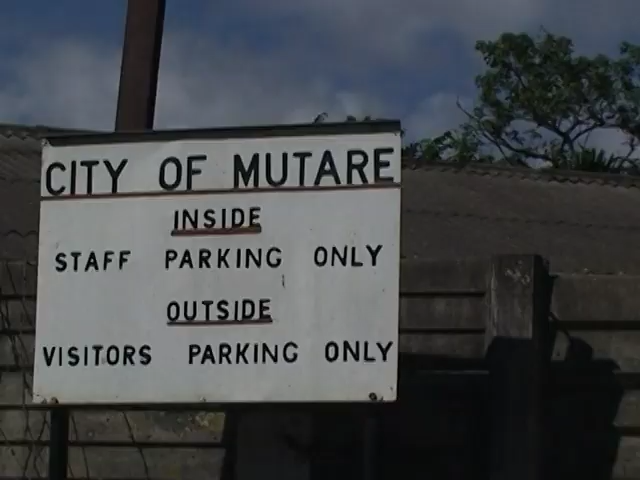 CITY OF MUTARE
INSIDE
STAFF PARKING ONLY
OUTSIDE
VISITORS PARKING ONLY